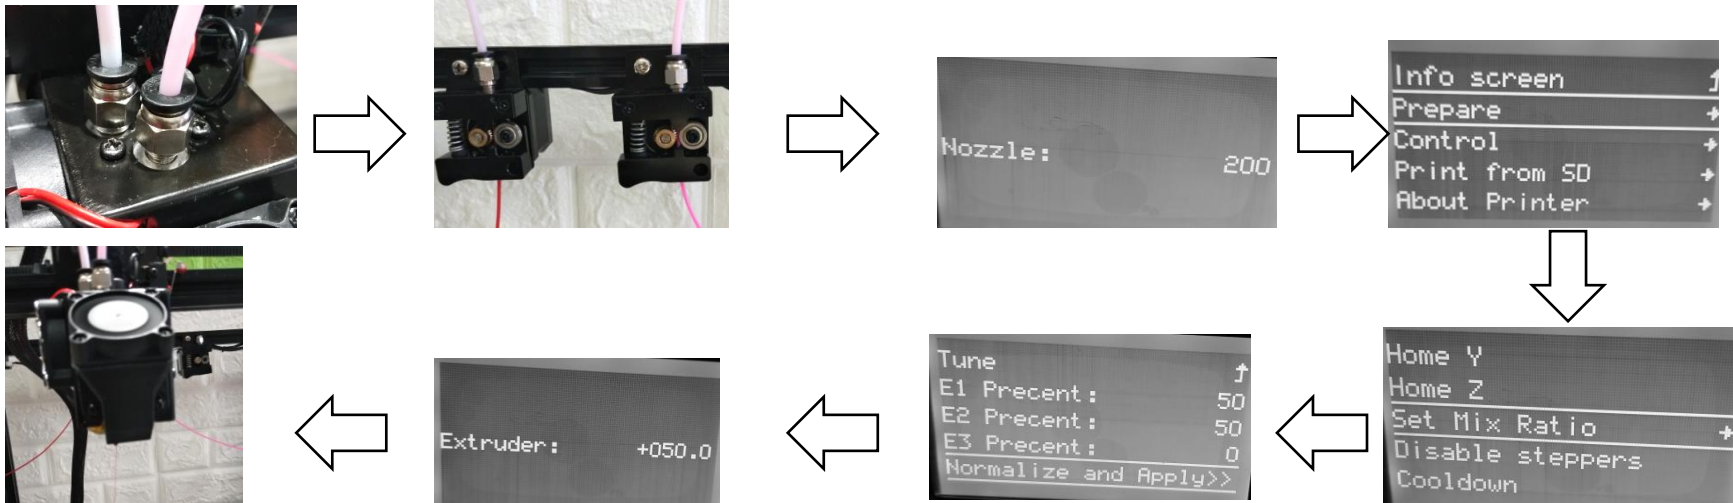 Nozzle: 200
Info screen
Prepare
Control
Print from SD
About Printer
Home Y
Home Z
Set Mix Ratio
Disable steppers
Cooldown
Tune
E1 Precent: 50
E2 Precent: 50
E3 Precent: 0
Normalize and Apply>>
Extruder: +050.0